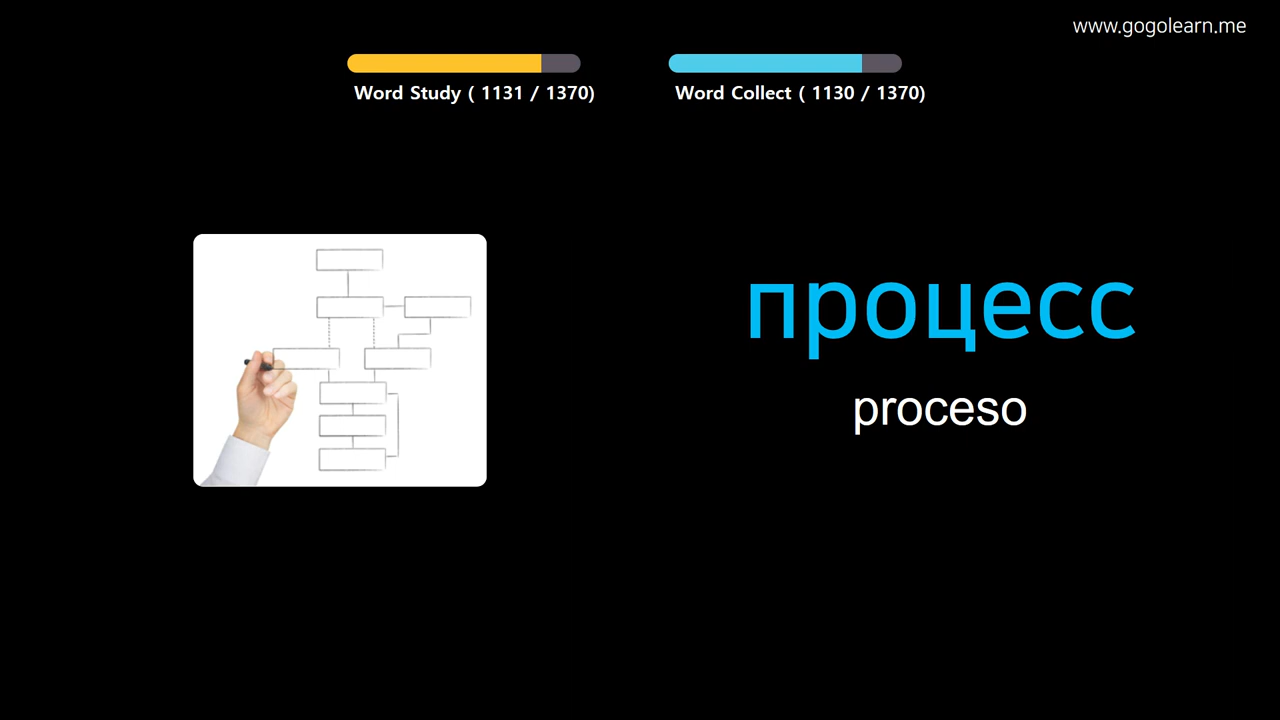 www.gogolearn.me
Word Study ( 1131 / 1370)
Word Collect ( 1130 / 1370)
процесс
proceso